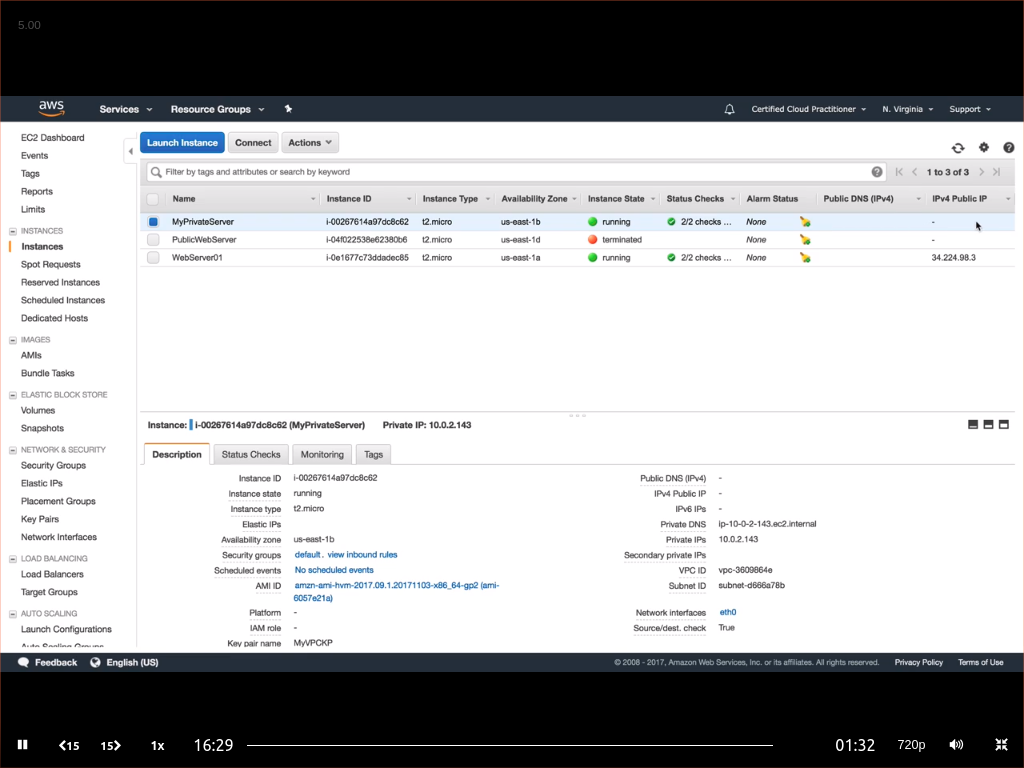 5.00
aws Services Resource Groups Certified Cloud Practitioner N. Virginia Support
EC2 Dashboard
Events
Tags
Reports
Limits
INSTANCES
Instances
Spot Requests
Reserved Instances
Scheduled Instances
Dedicated Hosts
IMAGES
AMIs
Bundle Tasks
ELASTIC BLOCK STORE
Volumes
Snapshots
NETWORK & SECURITY
Security Groups
Elastic IPs
Placement Groups
Key Pairs
Network Interfaces
LOAD BALANCING
Load Balancers
Target Groups
AUTO SCALING
Launch Configurations
Auto Scaling Groups
Launch Instance Connect Actions
Filter by tags and attributes or search by keyword 1 to 3 of 3
Name Instance ID Instance Type Availability Zone Instance State Status Checks Alarm Status Public DNS (IPv4) IPv4 Public IP
MyPrivateServer i-00267614a97dc8c62 t2.micro us-east-1b running 2/2 checks ... None -
PublicWebServer i-04f022538e62380b6 t2.micro us-east-1d terminated None -
WebServer01 i-0e1677c73ddadec85 t2.micro us-east-1a running 2/2 checks ... None 34.224.98.3
Instance: i-00267614a97dc8c62 (MyPrivateServer) Private IP: 10.0.2.143
Description Status Checks Monitoring Tags
Instance ID i-00267614a97dc8c62
Instance state running
Instance type t2.micro
Elastic IPs
Availability zone us-east-1b
Security groups default . view inbound rules
Scheduled events No scheduled events
AMI ID amzn-ami-hvm-2017.09.1.20171103-x86_64-gp2 (ami-
6057e21a)
Platform -
IAM role -
Key pair name MyVPCKP
Public DNS (IPv4) -
IPv4 Public IP -
IPv6 IPs -
Private DNS ip-10-0-2-143.ec2.internal
Private IPs 10.0.2.143
Secondary private IPs
VPC ID vpc-3609864e
Subnet ID subnet-d666a78b
Network interfaces eth0
Source/dest. check True
Feedback English (US) © 2008 - 2017, Amazon Web Services, Inc. or its affiliates. All rights reserved. Privacy Policy Terms of Use
15 15 1x 16:29 01:32 720p